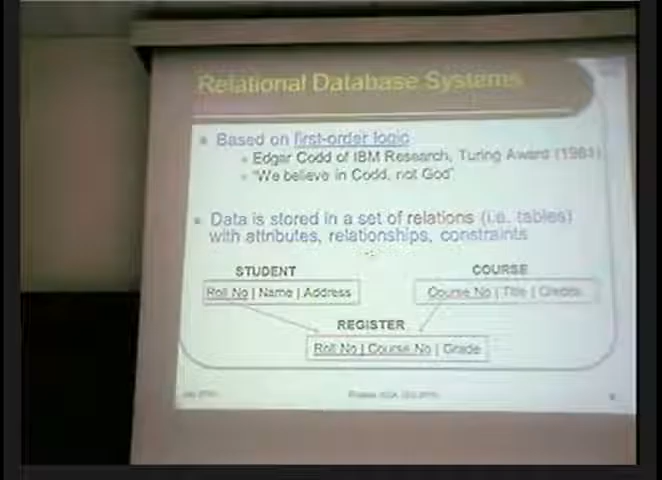 Relational Database Systems
Based on first-order logic
Edgar Codd of IBM Research, Turing Award (1981)
"We believe in Codd, not God"
Data is stored in a set of relations (i.e. tables)
with attributes, relationships, constraints
STUDENT
COURSE
Roll No | Name | Address
Course No | Title | Credits
REGISTER
Roll No | Course No | Grade